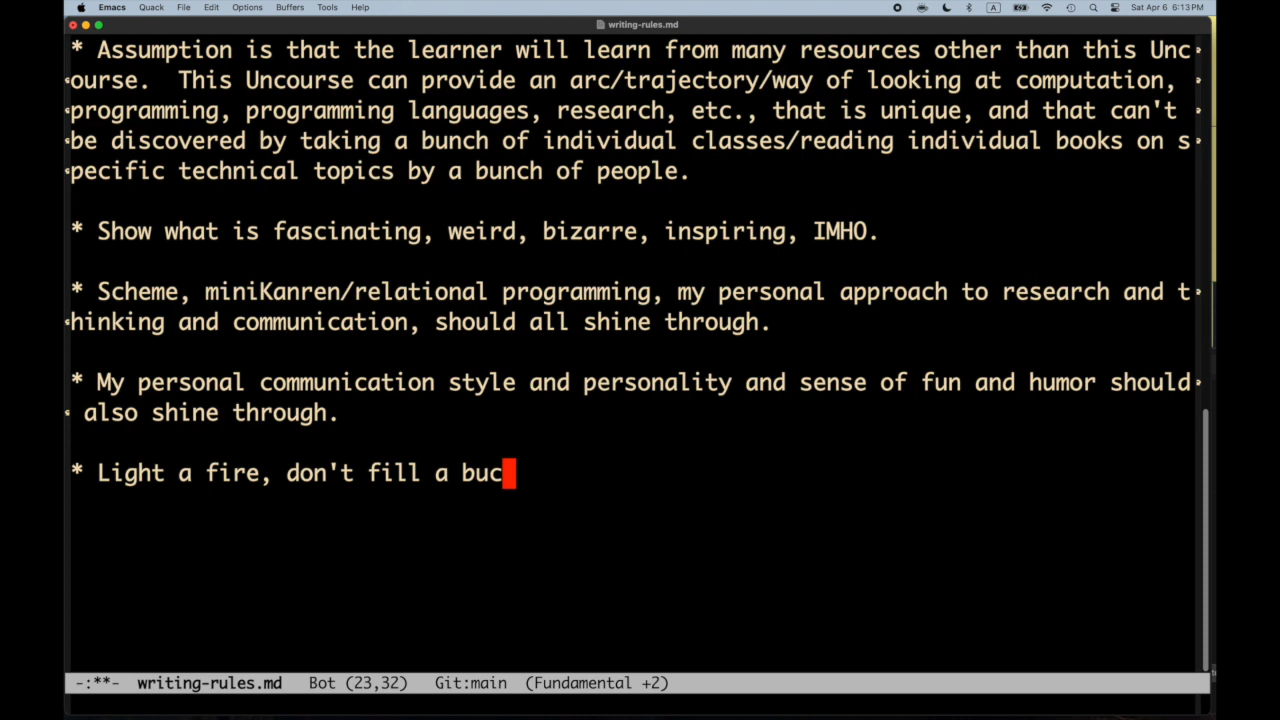 Emacs Quack File Edit Options Buffers Tools Help A Sat Apr 6 6:13 PM
writing-rules.md
* Assumption is that the learner will learn from many resources other than this Unc
ourse.  This Uncourse can provide an arc/trajectory/way of looking at computation,
programming, programming languages, research, etc., that is unique, and that can't
be discovered by taking a bunch of individual classes/reading individual books on s
pecific technical topics by a bunch of people.
* Show what is fascinating, weird, bizarre, inspiring, IMHO.
* Scheme, miniKanren/relational programming, my personal approach to research and t
hinking and communication, should all shine through.
* My personal communication style and personality and sense of fun and humor should
also shine through.
* Light a fire, don't fill a buc
-:**-  writing-rules.md   Bot (23,32)   Git:main  (Fundamental +2)